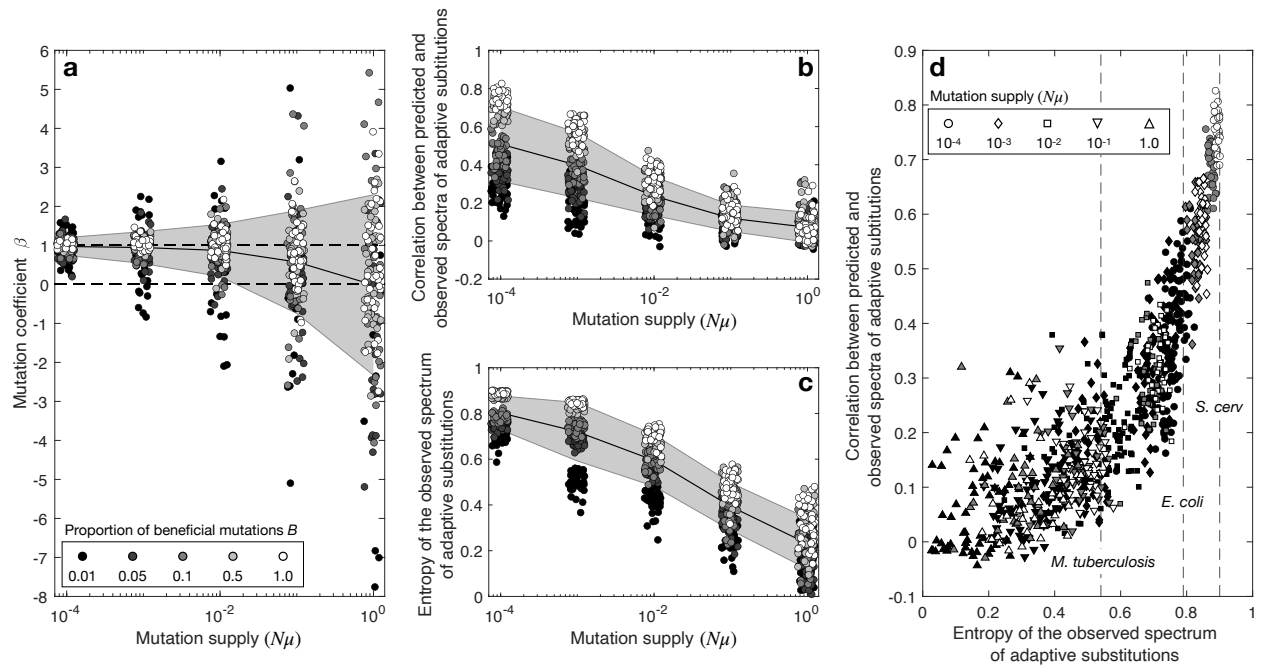 a
6
5
4
3
2
1
0
-1
-2
-3
-4
-5
-6
-7
-8
Mutation coefficient β
Proportion of beneficial mutations B
0.01 0.05 0.1 0.5 1.0
10-4 10-2 100
Mutation supply (Nμ)
b
1
0.8
0.6
0.4
0.2
0
-0.2
Correlation between predicted and
observed spectra of adaptive subtitutions
10-4 10-2 100
Mutation supply (Nμ)
c
1
0.8
0.6
0.4
0.2
0
Entropy of the observed spectrum
of adaptive substitutions
10-4 10-2 100
Mutation supply (Nμ)
d
0.9
0.8
0.7
0.6
0.5
0.4
0.3
0.2
0.1
0
-0.1
Correlation between predicted and
observed spectra of adaptive subtitutions
Mutation supply (Nμ)
10-4 10-3 10-2 10-1 1.0
S. cerv
E. coli
M. tuberculosis
0 0.2 0.4 0.6 0.8 1
Entropy of the observed spectrum
of adaptive substitutions